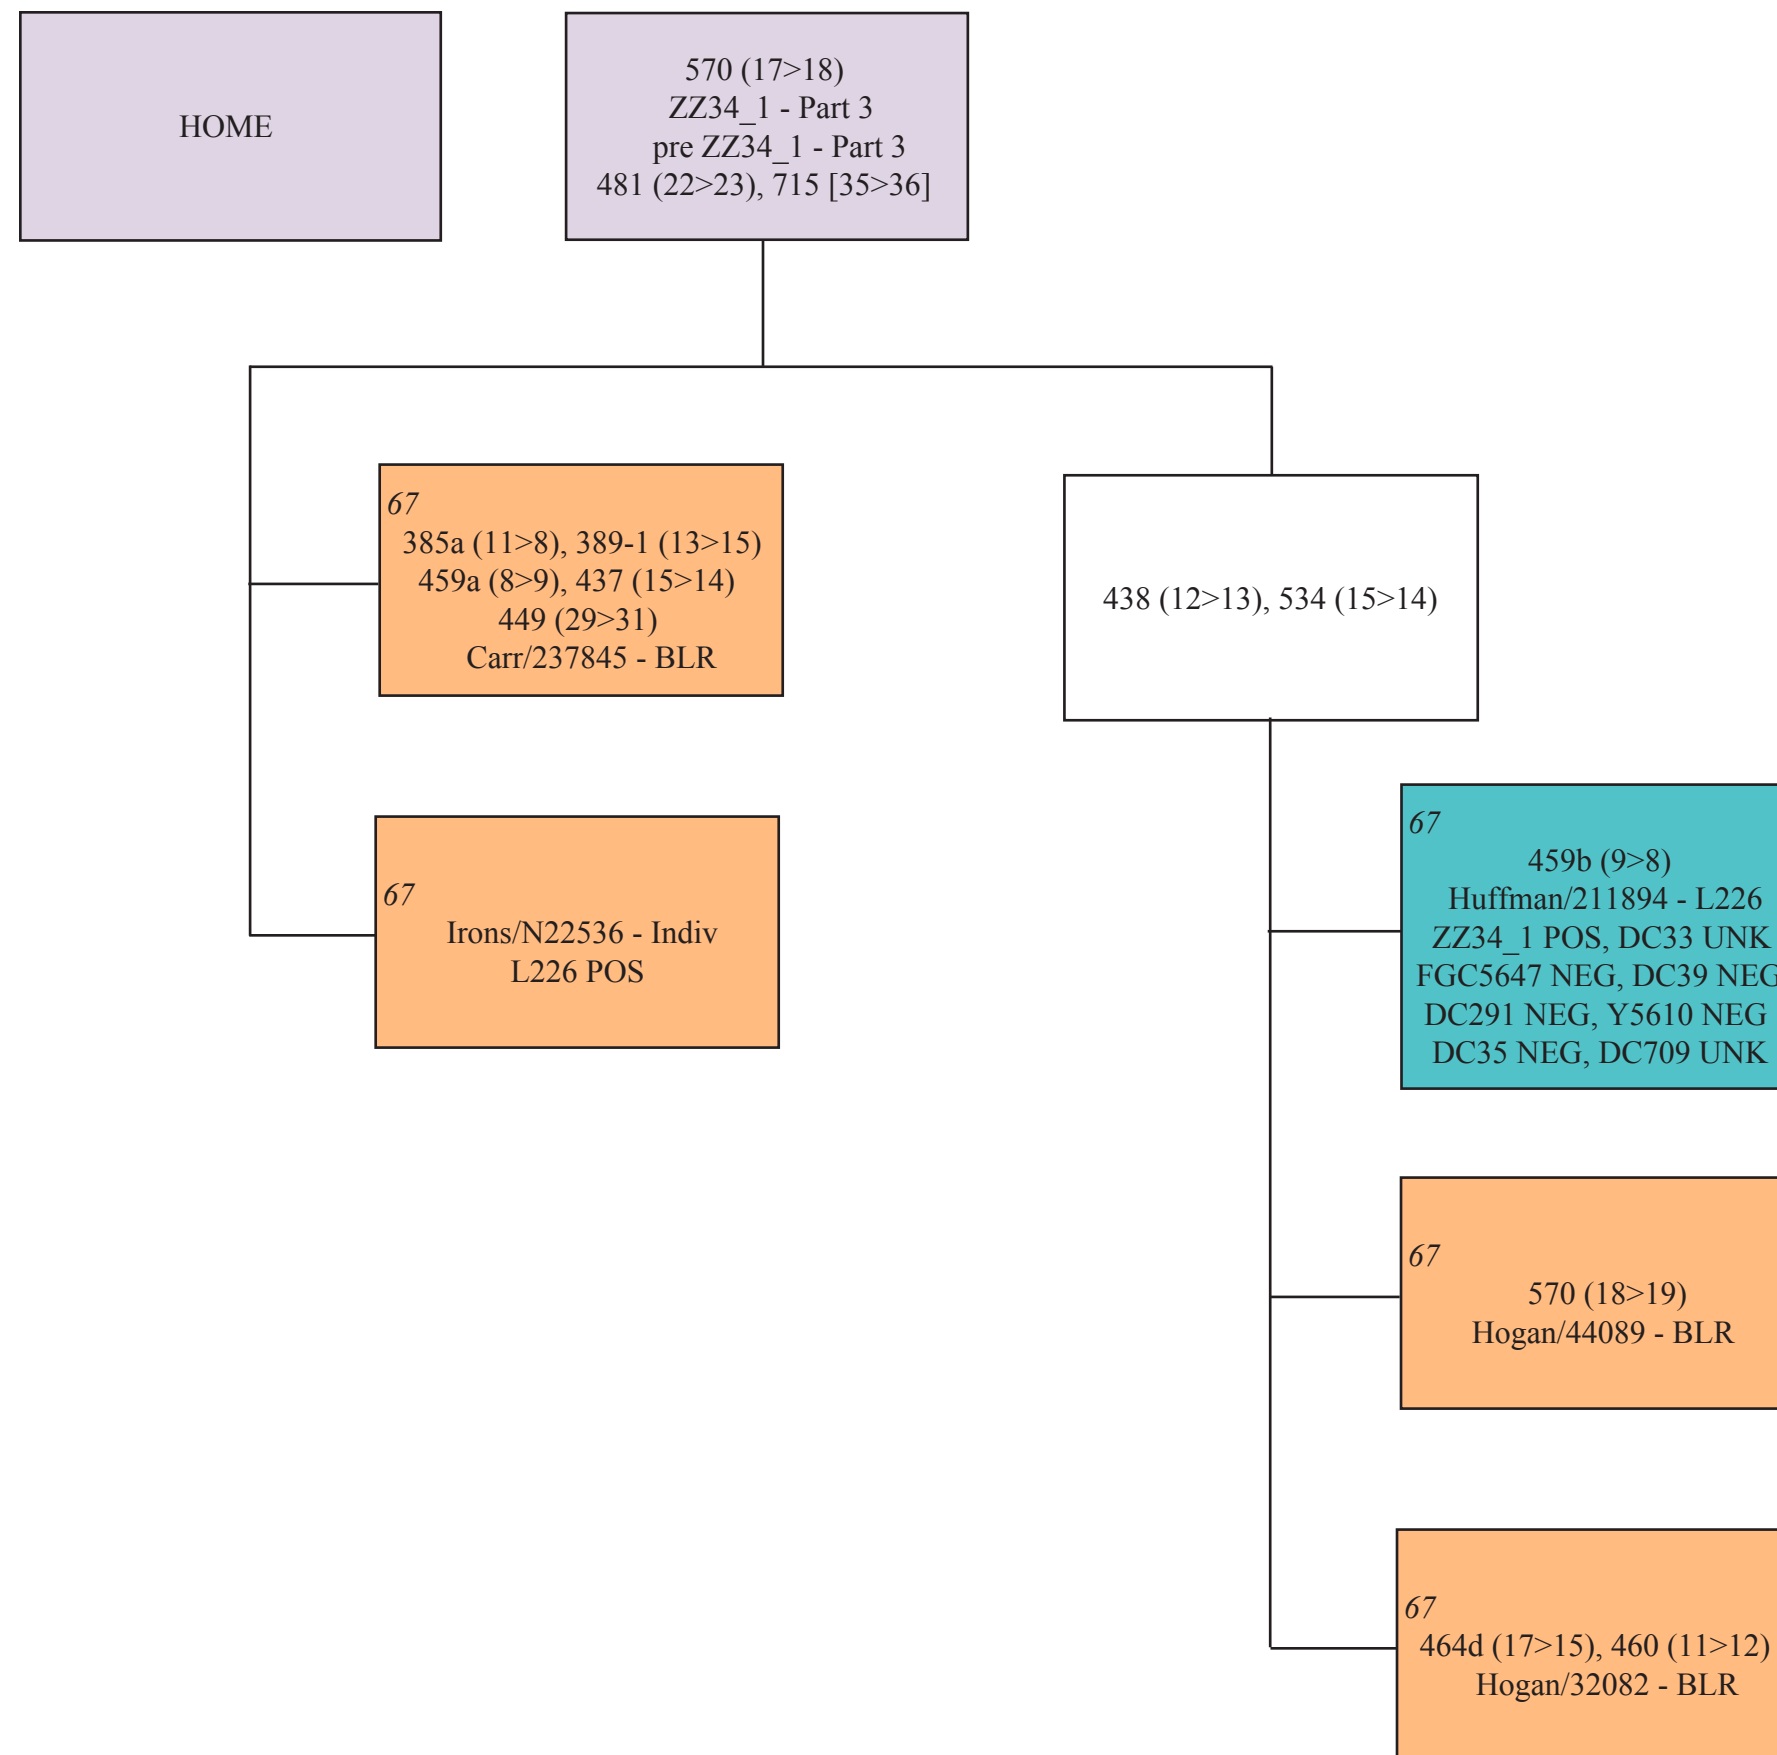 HOME
570 (17>18)
ZZ34_1 - Part 3
pre ZZ34_1 - Part 3
481 (22>23), 715 [35>36]
67
385a (11>8), 389-1 (13>15)
459a (8>9), 437 (15>14)
449 (29>31)
Carr/237845 - BLR
438 (12>13), 534 (15>14)
67
Irons/N22536 - Indiv
L226 POS
67
459b (9>8)
Huffman/211894 - L226
ZZ34_1 POS, DC33 UNK
FGC5647 NEG, DC39 NEG
DC291 NEG, Y5610 NEG
DC35 NEG, DC709 UNK
67
570 (18>19)
Hogan/44089 - BLR
67
464d (17>15), 460 (11>12)
Hogan/32082 - BLR